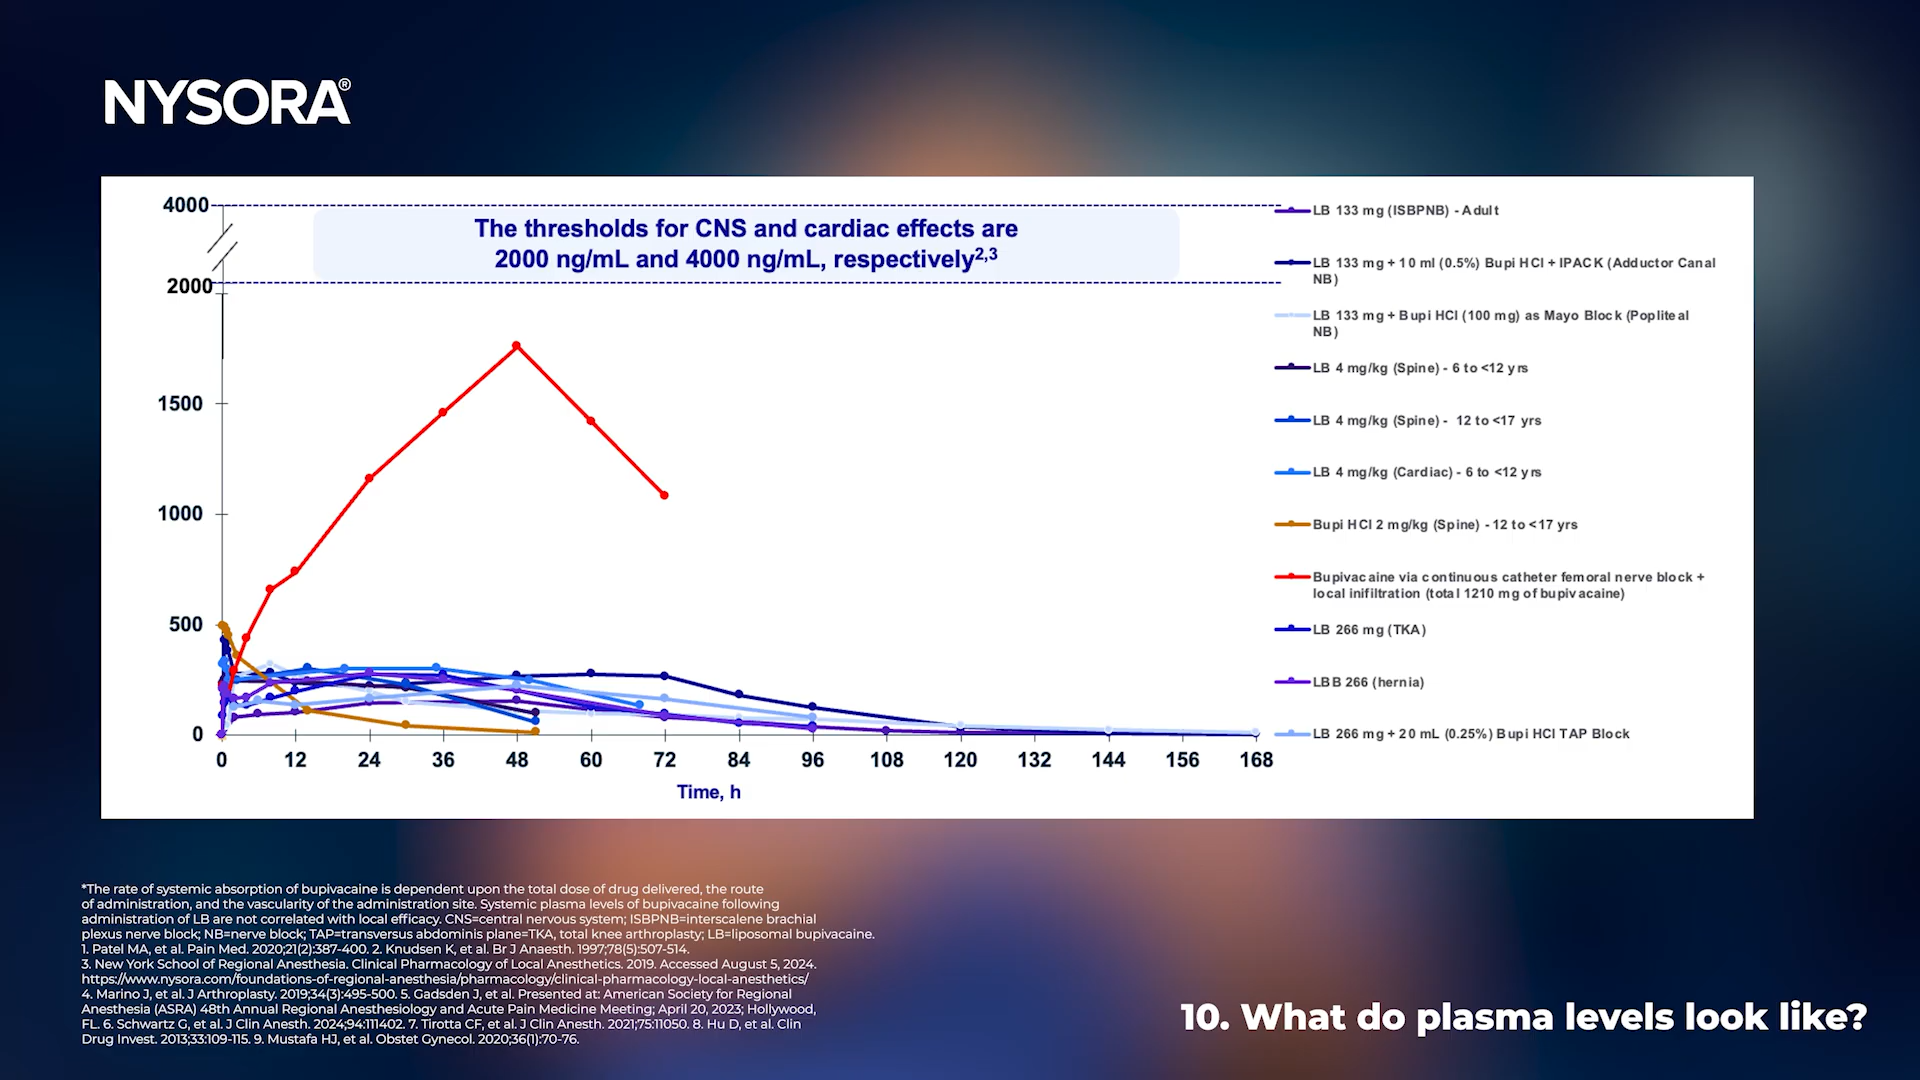 NYSORA®
4000
The thresholds for CNS and cardiac effects are
2000 ng/mL and 4000 ng/mL, respectively2,3
2000
1500
1000
500
0
0 12 24 36 48 60 72 84 96 108 120 132 144 156 168
Time, h
LB 133 mg (ISBPNB) - Adult
LB 133 mg + 10 ml (0.5%) Bupi HCl + IPACK (Adductor Canal
NB)
LB 133 mg + Bupi HCl (100 mg) as Mayo Block (Popliteal
NB)
LB 4 mg/kg (Spine) - 6 to <12 yrs
LB 4 mg/kg (Spine) - 12 to <17 yrs
LB 4 mg/kg (Cardiac) - 6 to <12 yrs
Bupi HCl 2 mg/kg (Spine) - 12 to <17 yrs
Bupivacaine via continuous catheter femoral nerve block +
local inifiltration (total 1210 mg of bupivacaine)
LB 266 mg (TKA)
LBB 266 (hernia)
LB 266 mg + 20 mL (0.25%) Bupi HCl TAP Block
*The rate of systemic absorption of bupivacaine is dependent upon the total dose of drug delivered, the route
of administration, and the vascularity of the administration site. Systemic plasma levels of bupivacaine following
administration of LB are not correlated with local efficacy. CNS=central nervous system; ISBPNB=interscalene brachial
plexus nerve block; NB=nerve block; TAP=transversus abdominis plane=TKA, total knee arthroplasty; LB=liposomal bupivacaine.
1. Patel MA, et al. Pain Med. 2020;21(2):387-400. 2. Knudsen K, et al. Br J Anaesth. 1997;78(5):507-514.
3. New York School of Regional Anesthesia. Clinical Pharmacology of Local Anesthetics. 2019. Accessed August 5, 2024.
https://www.nysora.com/foundations-of-regional-anesthesia/pharmacology/clinical-pharmacology-local-anesthetics/
4. Marino J, et al. J Arthroplasty. 2019;34(3):495-500. 5. Gadsden J, et al. Presented at: American Society for Regional
Anesthesia (ASRA) 48th Annual Regional Anesthesiology and Acute Pain Medicine Meeting; April 20, 2023; Hollywood,
FL. 6. Schwartz G, et al. J Clin Anesth. 2024;94:111402. 7. Tirotta CF, et al. J Clin Anesth. 2021;75:11050. 8. Hu D, et al. Clin
Drug Invest. 2013;33:109-115. 9. Mustafa HJ, et al. Obstet Gynecol. 2020;36(1):70-76.
10. What do plasma levels look like?